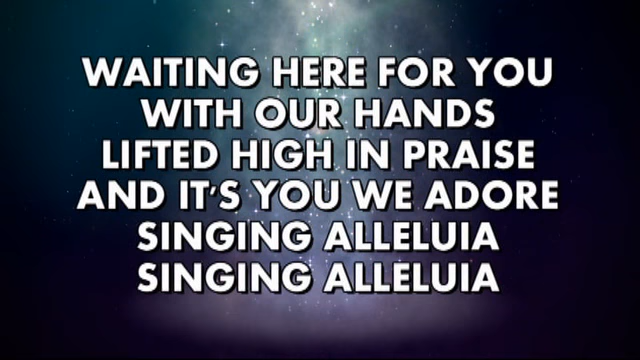 WAITING HERE FOR YOU
WITH OUR HANDS
LIFTED HIGH IN PRAISE
AND IT'S YOU WE ADORE
SINGING ALLELUIA
SINGING ALLELUIA